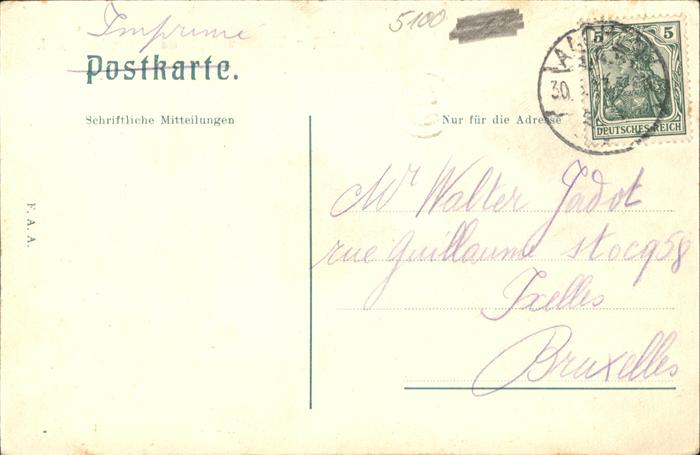 Imprimé
5100
Postkarte.
Schriftliche Mitteilungen
Nur für die Adresse
5 5
DEUTSCHES REICH
30.
F. A. A.
Mr Walter Jadot
rue Guillaume Stocq 58
Ixelles
Bruxelles